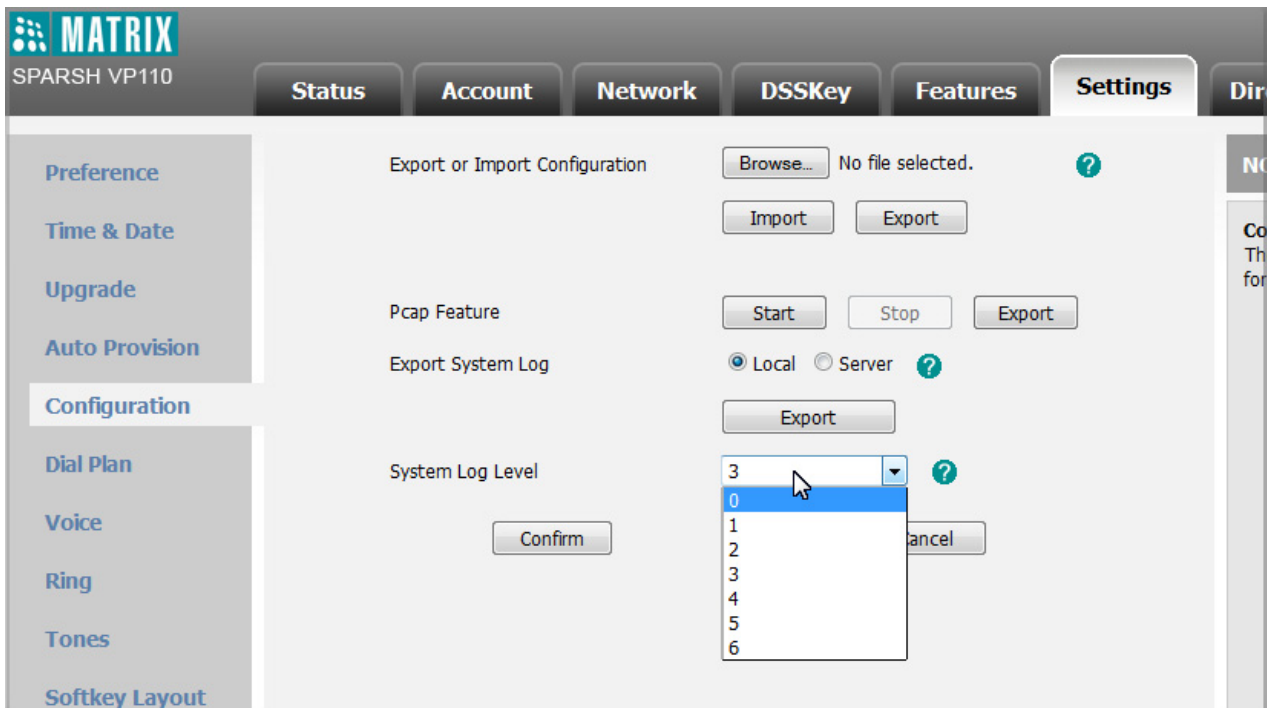 MATRIX
SPARSH VP110
Status Account Network DSSKey Features Settings
Preference
Time & Date
Upgrade
Auto Provision
Configuration
Dial Plan
Voice
Ring
Tones
Softkey Layout
Export or Import Configuration Browse... No file selected. ?
Import Export
Pcap Feature Start Stop Export
Export System Log Local Server ?
Export
System Log Level 3 ?
0
1
2
3
4
5
6
Confirm